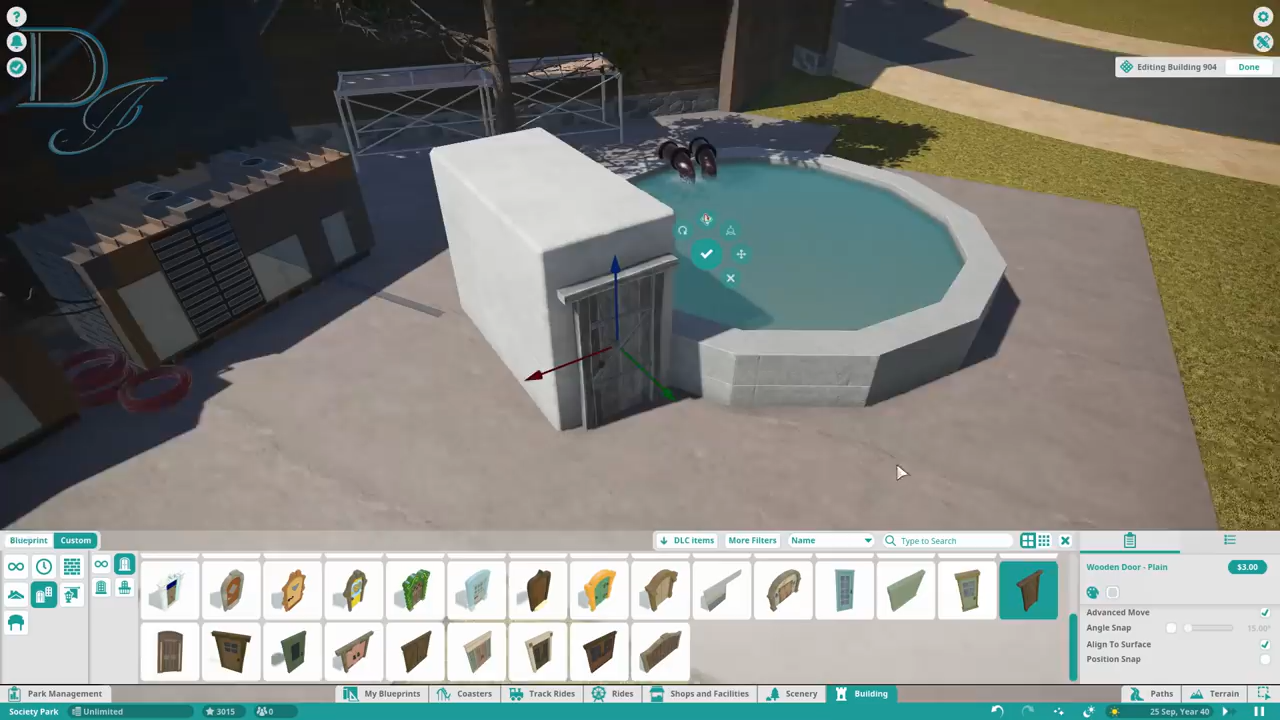 ?
DJ
Editing Building 904
Done
Blueprint
Custom
DLC items
More Filters
Name
Type to Search
Wooden Door - Plain
$3.00
Advanced Move
Angle Snap
15.00°
Align To Surface
Position Snap
Park Management
My Blueprints
Coasters
Track Rides
Rides
Shops and Facilities
Scenery
Building
Paths
Terrain
Society Park
Unlimited
3015
0
25 Sep, Year 40